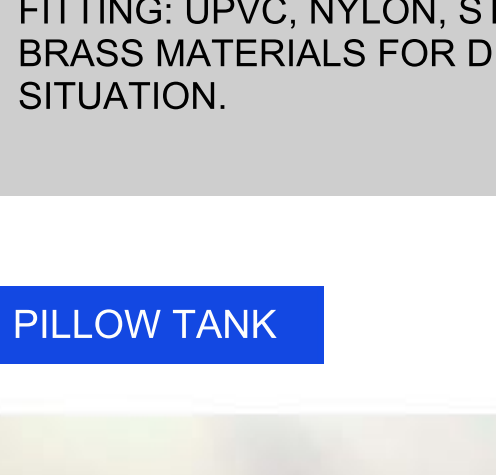 FITTING: UPVC, NYLON,
BRASS MATERIALS FOR
SITUATION.
PILLOW TANK